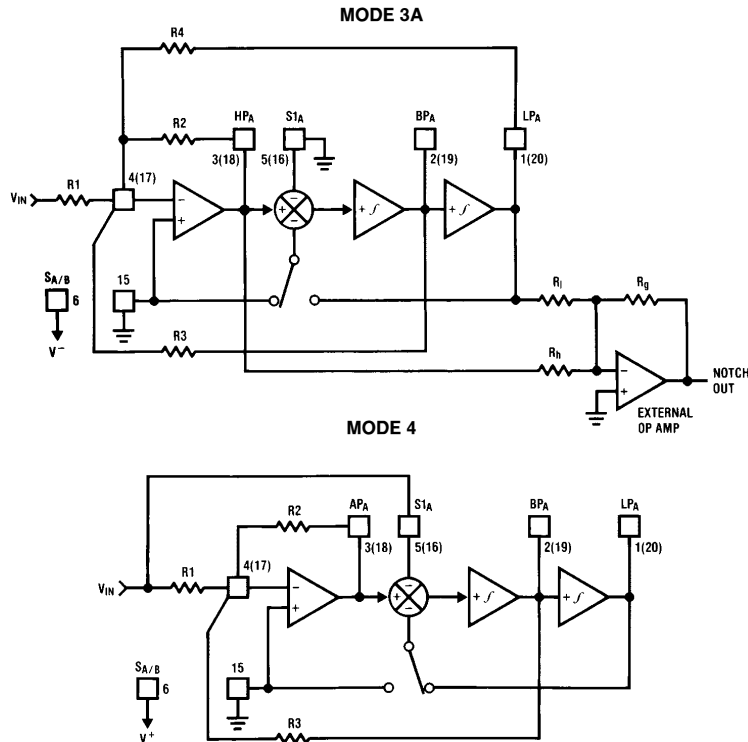 MODE 3A
R4
R2
HPA
3(18)
S1A
5(16)
BPA
2(19)
LPA
1(20)
VIN
R1
4(17)
−
+
+
−
−
+ ∫
+ ∫
SA/B
6
V−
15
R3
Rl
Rg
Rh
−
+
NOTCH
OUT
EXTERNAL
OP AMP
MODE 4
R2
APA
3(18)
S1A
5(16)
BPA
2(19)
LPA
1(20)
VIN
R1
4(17)
−
+
+
−
−
+ ∫
+ ∫
SA/B
6
V+
15
R3